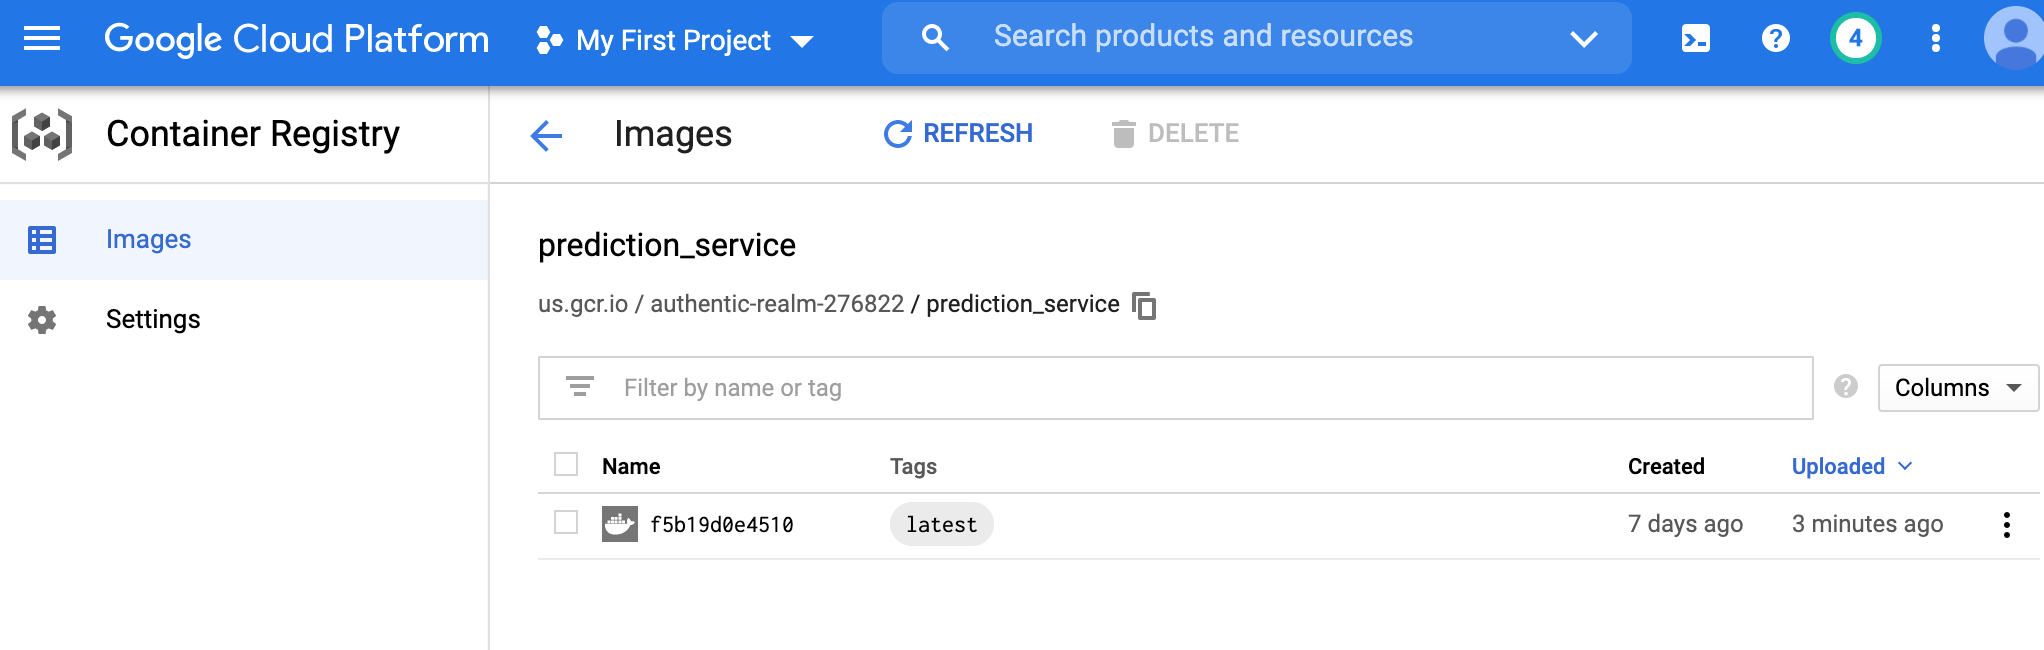 Google Cloud Platform My First Project Search products and resources ? 4
Container Registry Images REFRESH DELETE
Images
Settings
prediction_service
us.gcr.io / authentic-realm-276822 / prediction_service
Filter by name or tag ? Columns
Name Tags Created Uploaded
f5b19d0e4510 latest 7 days ago 3 minutes ago